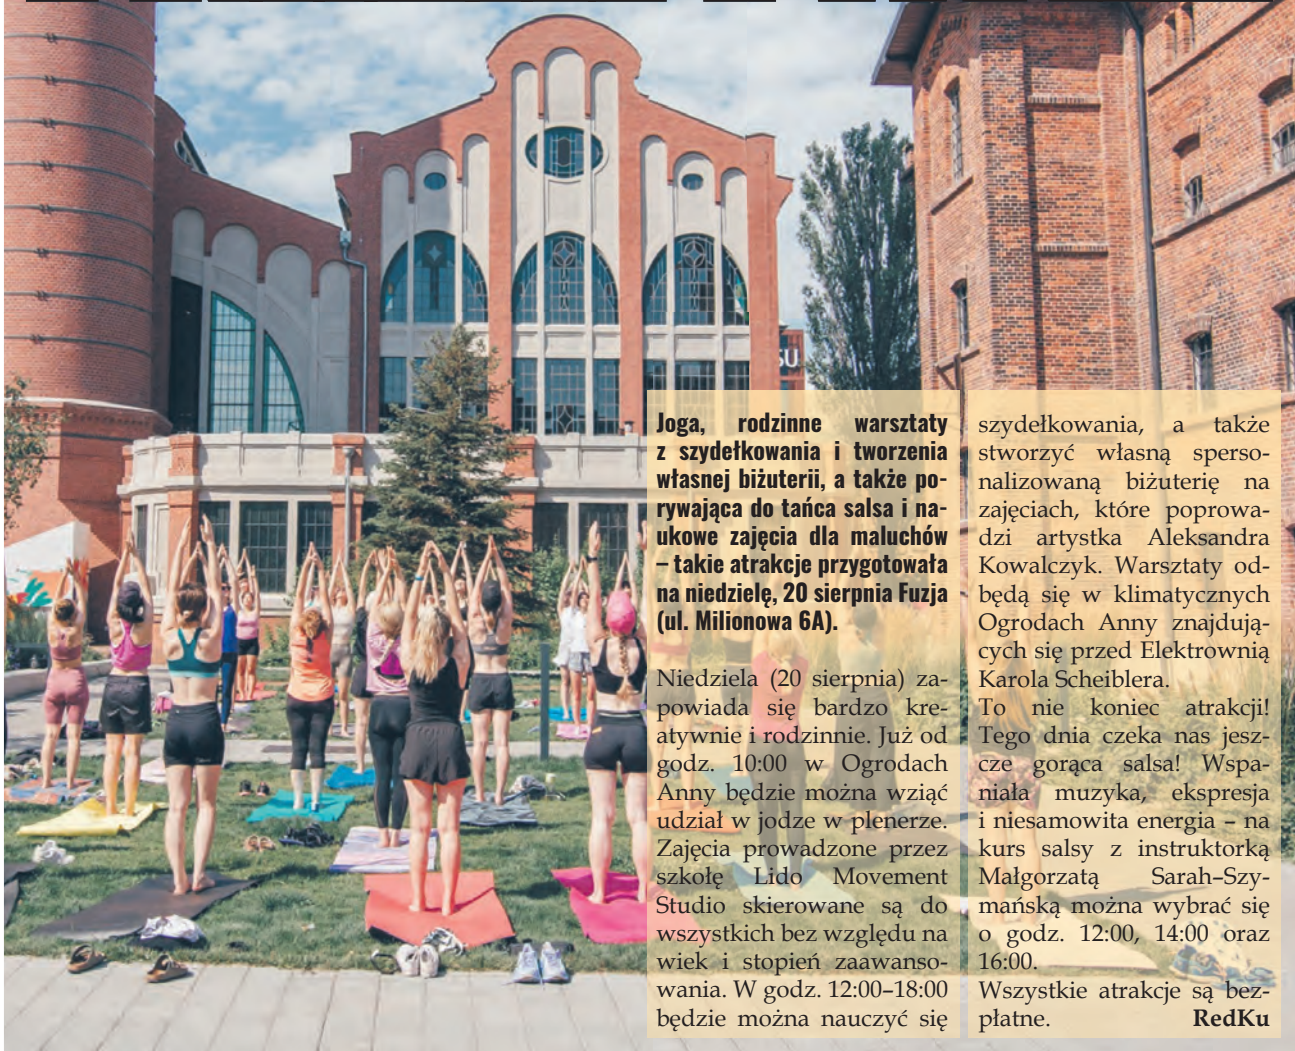 SU
Joga, rodzinne warsztaty
z szydełkowania i tworzenia
własnej biżuterii, a także po-
rywająca do tańca salsa i na-
ukowe zajęcia dla maluchów
– takie atrakcje przygotowała
na niedzielę, 20 sierpnia Fuzja
(ul. Milionowa 6A).
Niedziela (20 sierpnia) za-
powiada się bardzo kre-
atywnie i rodzinnie. Już od
godz. 10:00 w Ogrodach
Anny będzie można wziąć
udział w jodze w plenerze.
Zajęcia prowadzone przez
szkołę Lido Movement
Studio skierowane są do
wszystkich bez względu na
wiek i stopień zaawanso-
wania. W godz. 12:00–18:00
będzie można nauczyć się
szydełkowania, a także
stworzyć własną sperso-
nalizowaną biżuterię na
zajęciach, które poprowa-
dzi artystka Aleksandra
Kowalczyk. Warsztaty od-
będą się w klimatycznych
Ogrodach Anny znajdują-
cych się przed Elektrownią
Karola Scheiblera.
To nie koniec atrakcji!
Tego dnia czeka nas jesz-
cze gorąca salsa! Wspa-
niała muzyka, ekspresja
i niesamowita energia – na
kurs salsy z instruktorką
Małgorzatą Sarah–Szy-
mańską można wybrać się
o godz. 12:00, 14:00 oraz
16:00.
Wszystkie atrakcje są bez-
płatne. RedKu